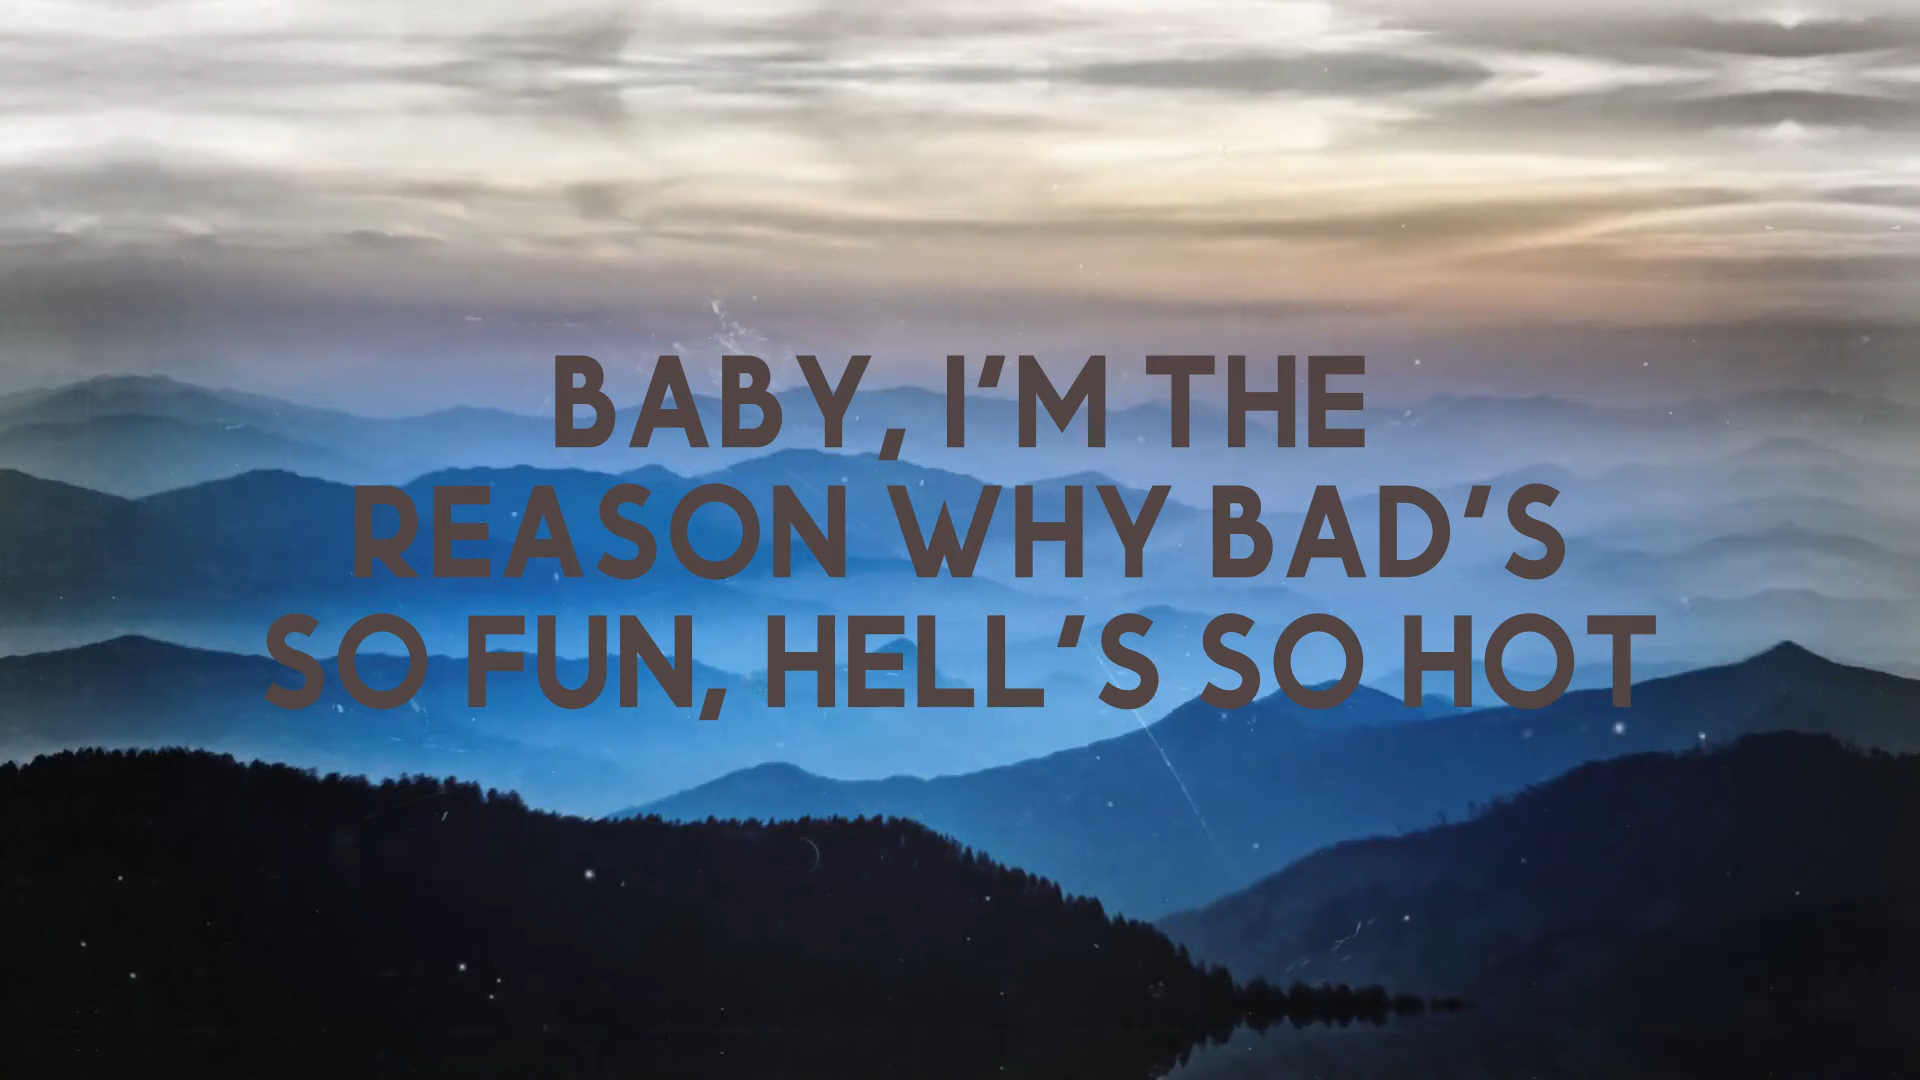 BABY, I'M THE
REASON WHY BAD'S
SO FUN, HELL'S SO HOT